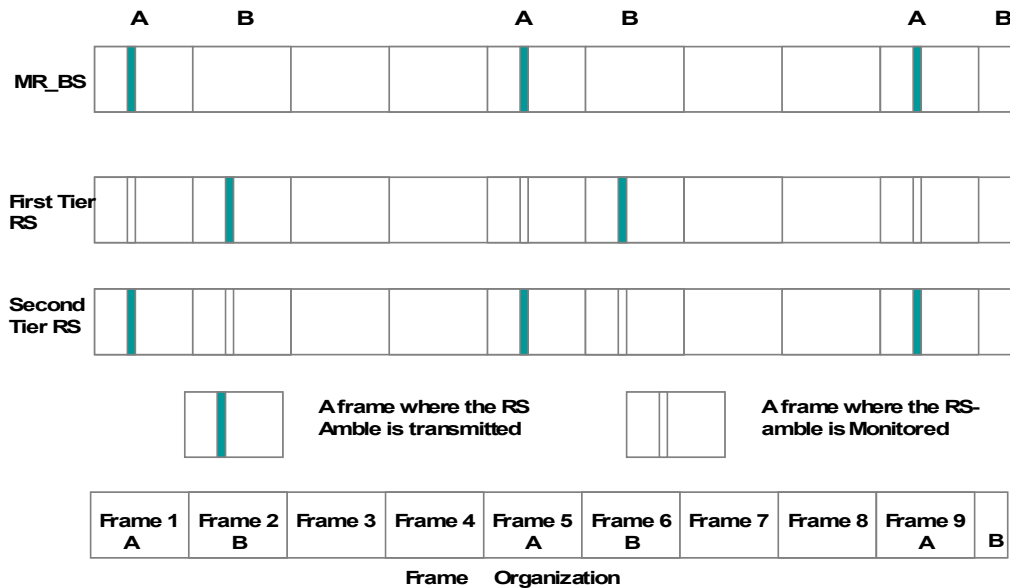 A B A B A B
MR_BS
First Tier
RS
Second
Tier RS
A frame where the RS
Amble is transmitted
A frame where the RS-
amble is Monitored
Frame 1 Frame 2 Frame 3 Frame 4 Frame 5 Frame 6 Frame 7 Frame 8 Frame 9
A B A B A B
Frame Organization